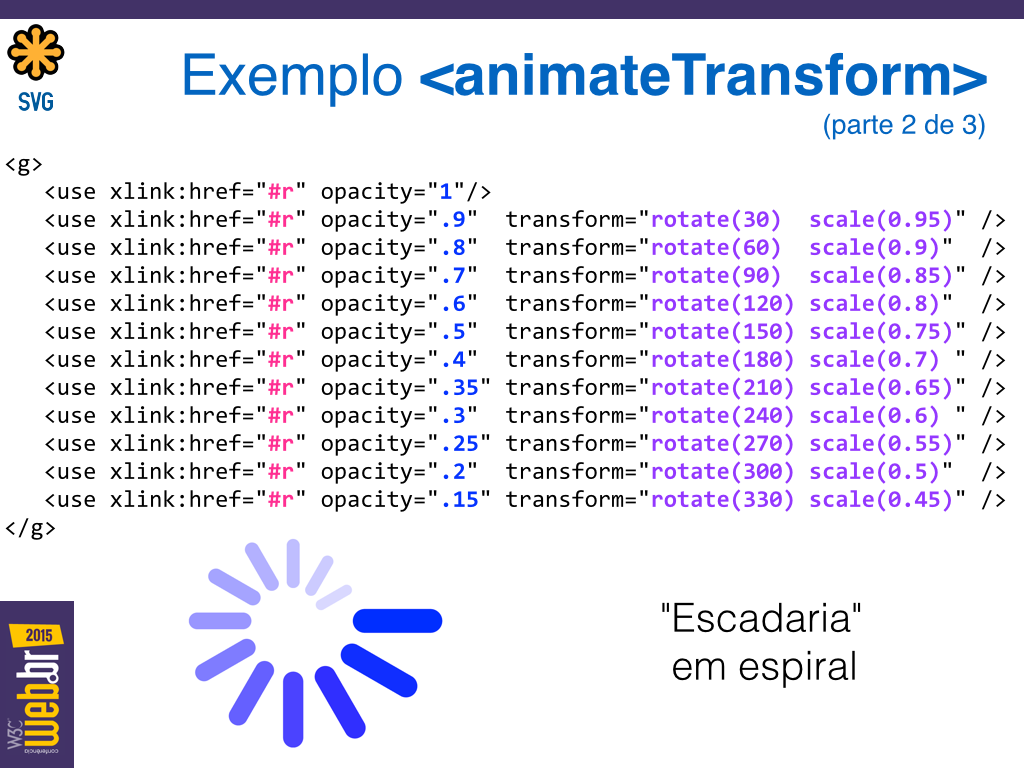 SVG
Exemplo <animateTransform>
(parte 2 de 3)
<g>
   <use xlink:href="#r" opacity="1"/>
   <use xlink:href="#r" opacity=".9"  transform="rotate(30)  scale(0.95)" />
   <use xlink:href="#r" opacity=".8"  transform="rotate(60)  scale(0.9)"  />
   <use xlink:href="#r" opacity=".7"  transform="rotate(90)  scale(0.85)" />
   <use xlink:href="#r" opacity=".6"  transform="rotate(120) scale(0.8)"  />
   <use xlink:href="#r" opacity=".5"  transform="rotate(150) scale(0.75)" />
   <use xlink:href="#r" opacity=".4"  transform="rotate(180) scale(0.7) " />
   <use xlink:href="#r" opacity=".35" transform="rotate(210) scale(0.65)" />
   <use xlink:href="#r" opacity=".3"  transform="rotate(240) scale(0.6) " />
   <use xlink:href="#r" opacity=".25" transform="rotate(270) scale(0.55)" />
   <use xlink:href="#r" opacity=".2"  transform="rotate(300) scale(0.5)"  />
   <use xlink:href="#r" opacity=".15" transform="rotate(330) scale(0.45)" />
</g>
"Escadaria"
em espiral
2015
conferência
W3C
web.br